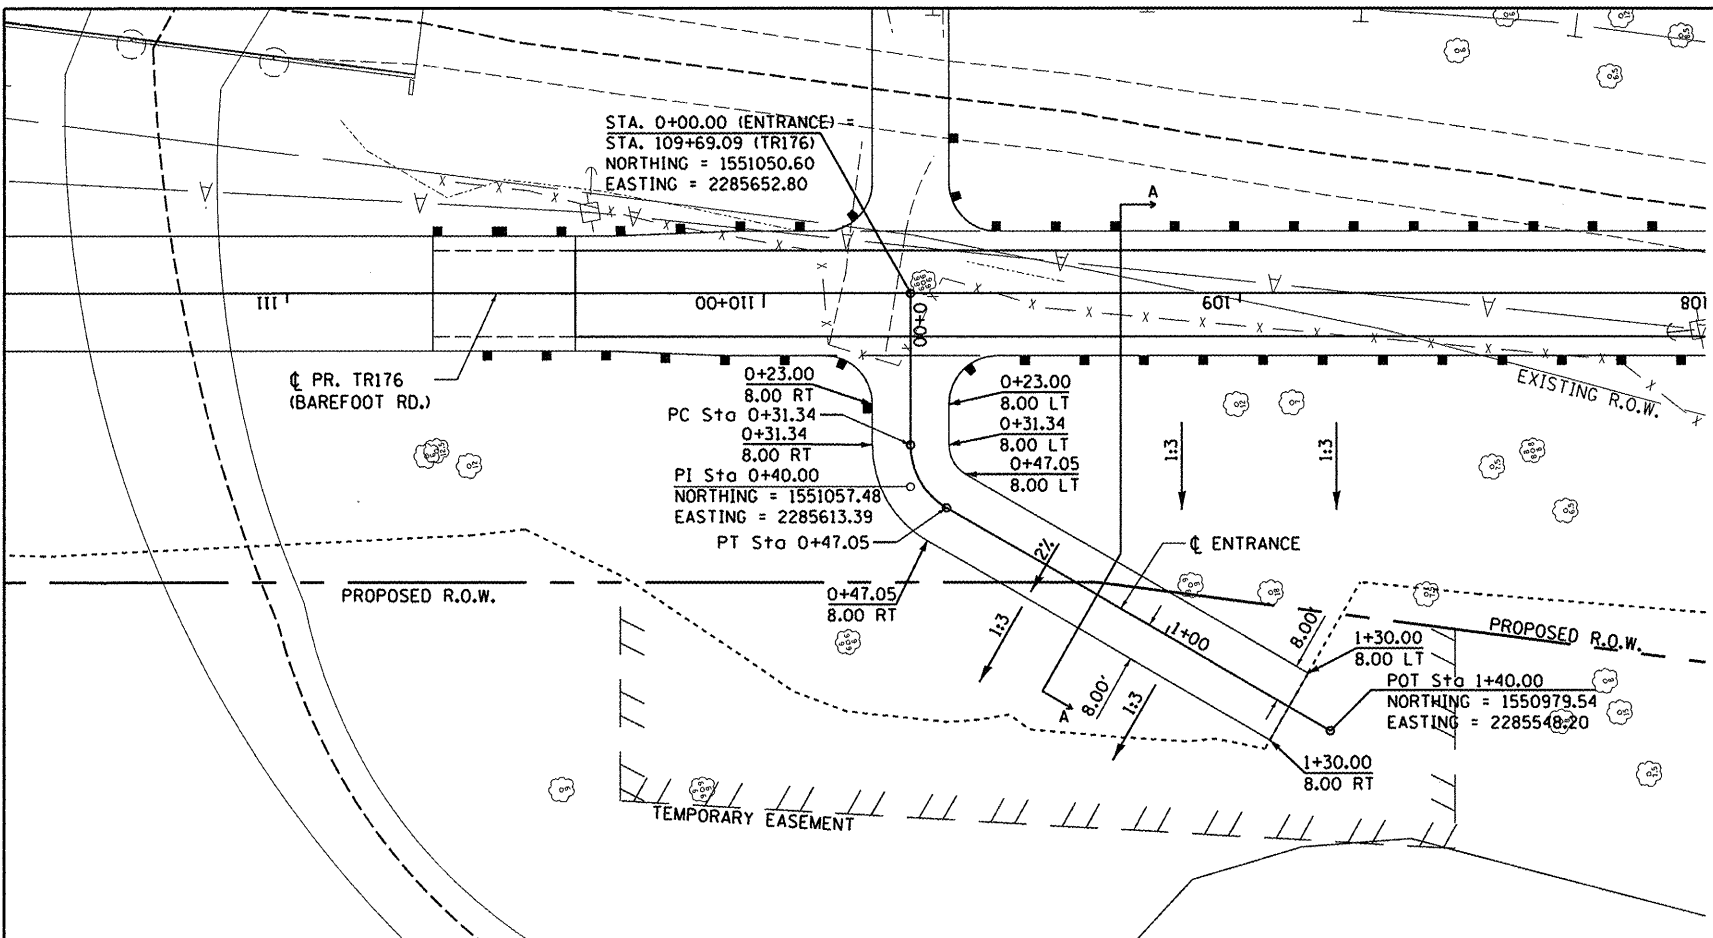 STA. 0+00.00 (ENTRANCE) =
STA. 109+69.09 (TR176)
NORTHING = 1551050.60
EASTING = 2285652.80
A
111
110+00
109
108
0+00
℄ PR. TR176
(BAREFOOT RD.)
0+23.00
8.00 RT
PC Sta 0+31.34
0+31.34
8.00 RT
PI Sta 0+40.00
NORTHING = 1551057.48
EASTING = 2285613.39
PT Sta 0+47.05
0+47.05
8.00 RT
0+23.00
8.00 LT
0+31.34
8.00 LT
0+47.05
8.00 LT
EXISTING R.O.W.
1:3
1:3
℄ ENTRANCE
2%
PROPOSED R.O.W.
1:3
1+00
8.00'
8.00'
1:3
A
PROPOSED R.O.W.
1+30.00
8.00 LT
POT Sta 1+40.00
NORTHING = 1550979.54
EASTING = 2285548.20
1+30.00
8.00 RT
TEMPORARY EASEMENT